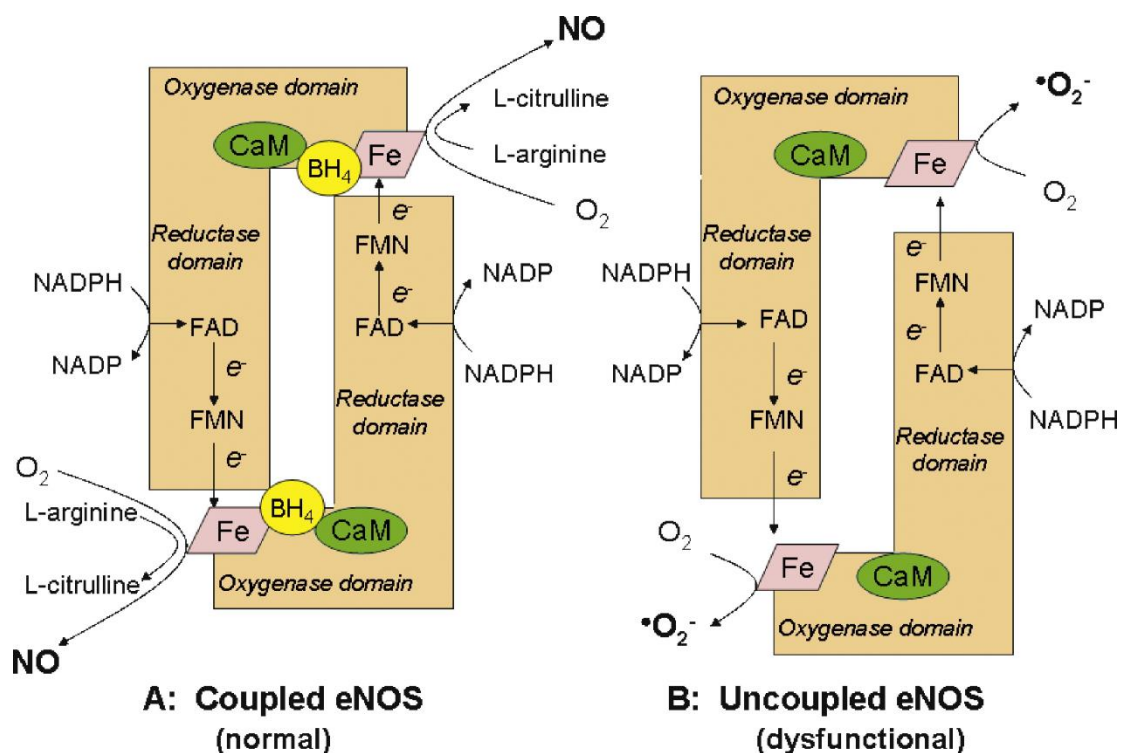 NO
Oxygenase domain
L-citrulline
CaM
BH4
Fe
L-arginine
O2
e-
FMN
Reductase
domain
NADPH
NADP
e-
FAD
FAD
e-
NADP
NADPH
FMN
Reductase
domain
e-
O2
L-arginine
BH4
Fe
CaM
L-citrulline
Oxygenase domain
NO
A: Coupled eNOS
(normal)
•O2-
Oxygenase domain
CaM
Fe
O2
Reductase
domain
e-
NADPH
FMN
NADP
FAD
e-
FAD
NADP
e-
NADPH
FMN
Reductase
domain
e-
O2
Fe
CaM
•O2-
Oxygenase domain
B: Uncoupled eNOS
(dysfunctional)